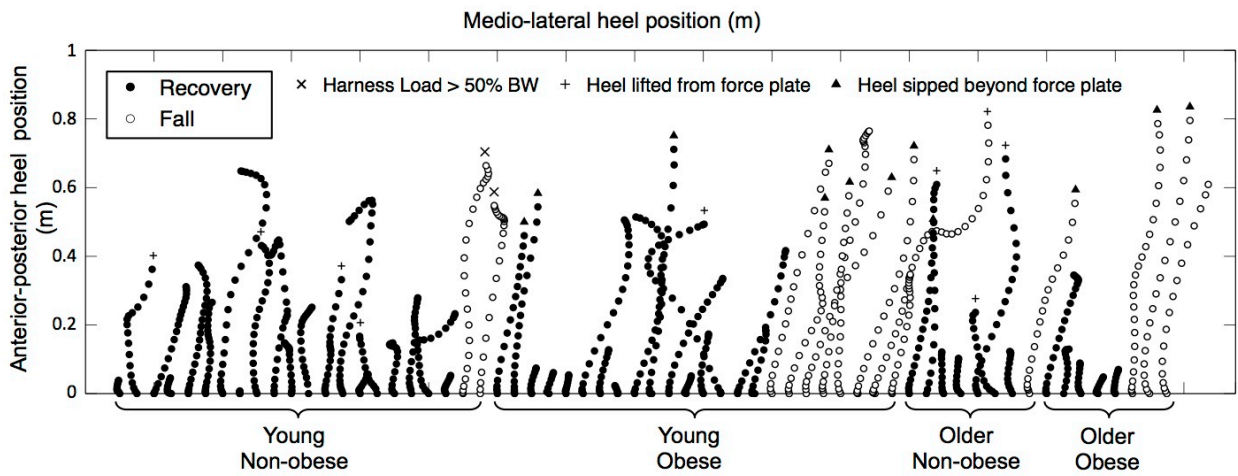 Medio-lateral heel position (m)
Anterior-posterior heel position
(m)
1
0.8
0.6
0.4
0.2
0
Recovery
Fall
× Harness Load > 50% BW
+ Heel lifted from force plate
▲ Heel sipped beyond force plate
Young
Non-obese
Young
Obese
Older
Non-obese
Older
Obese